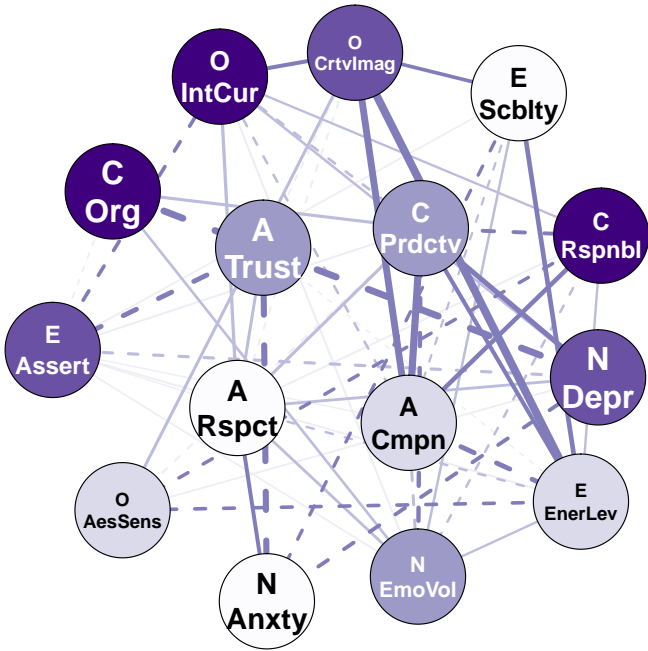 O
CrtvImag
O
IntCur
E
Scblty
C
Org
A
Trust
C
Prdctv
C
Rspnbl
E
Assert
N
Depr
A
Rspct
A
Cmpn
O
AesSens
E
EnerLev
N
EmoVol
N
Anxty